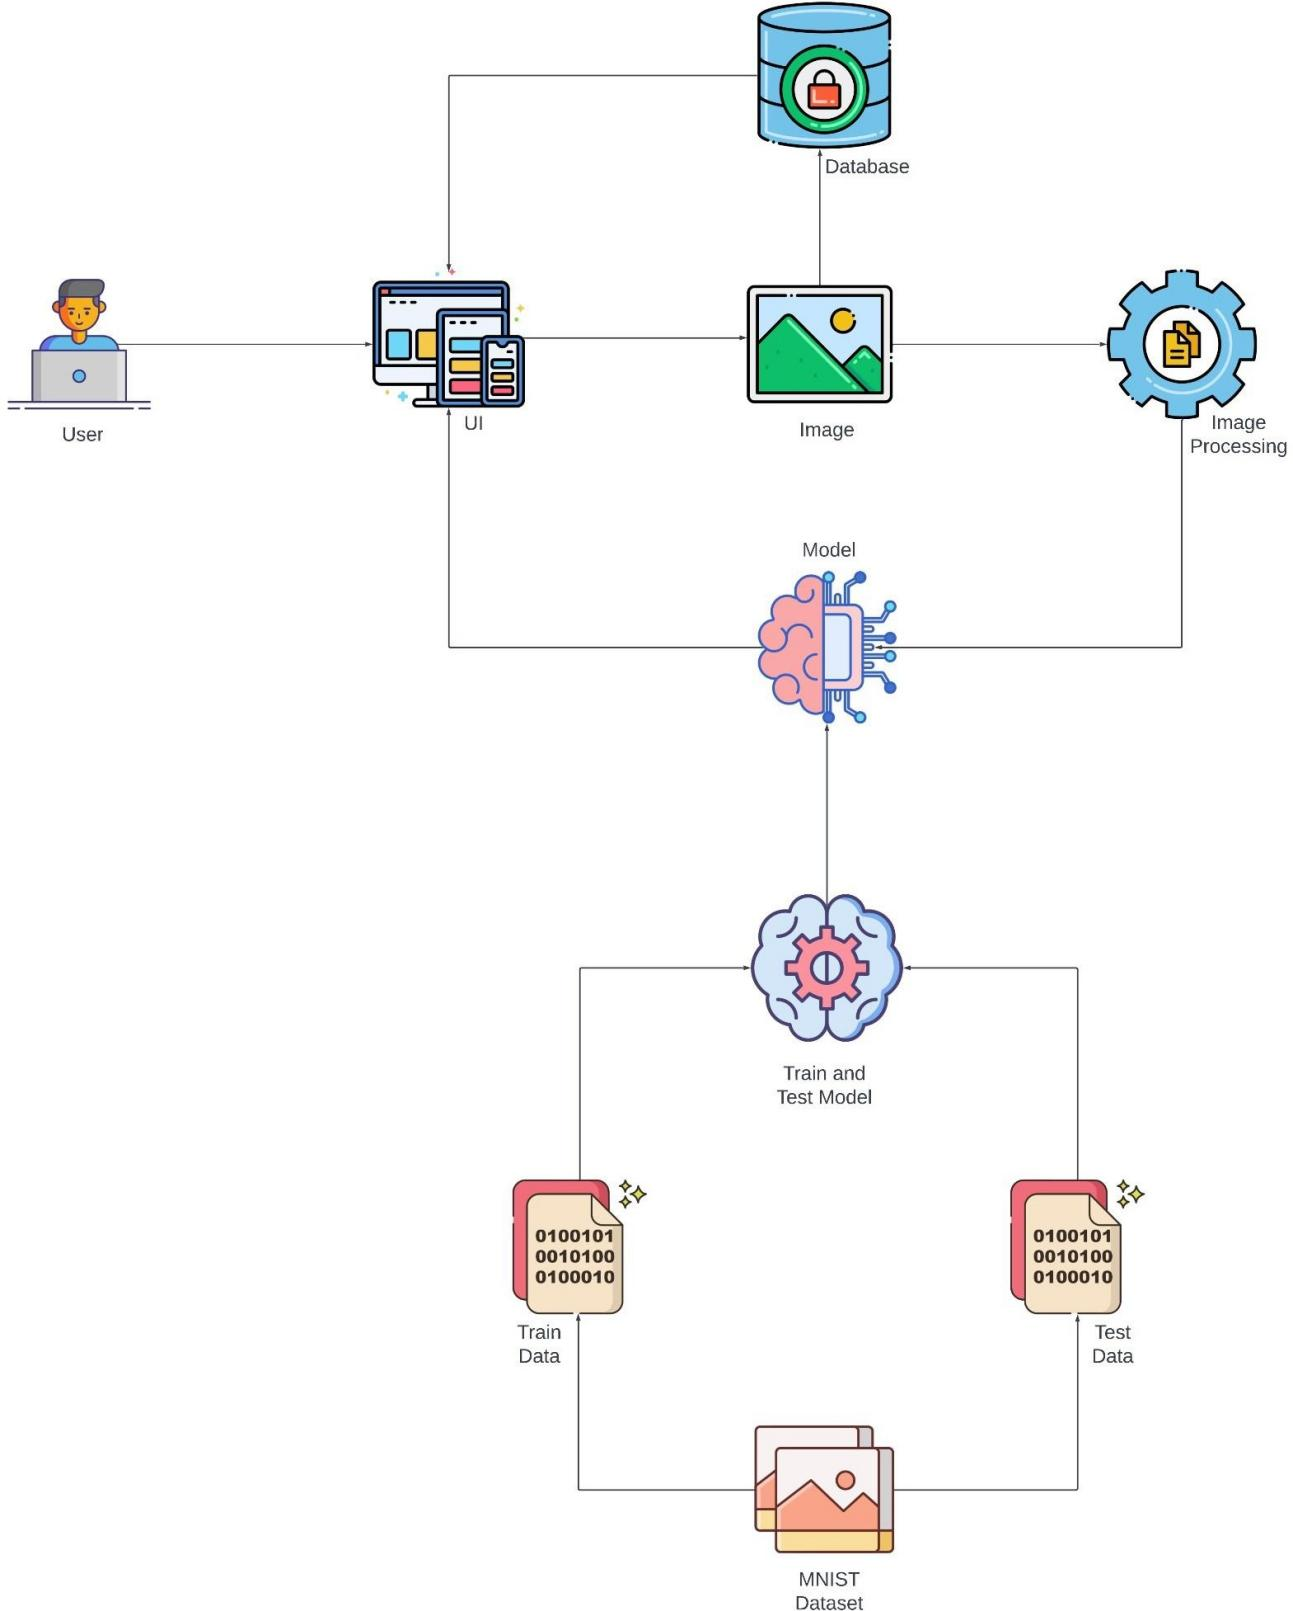 Database
User
UI
Image
Image
Processing
Model
Train and
Test Model
0100101
0010100
0100010
0100101
0010100
0100010
Train
Data
Test
Data
MNIST
Dataset